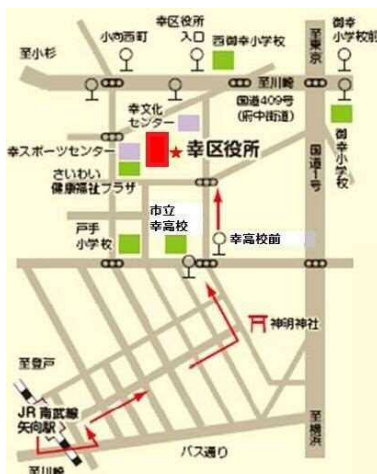 小向西町
幸区役所
入口
西御幸小学校
至東京
御幸
小学校前
至小杉
至川崎
国道409号
(府中街道)
幸文化
センター
幸スポーツセンター
幸区役所
御幸小学校
国道1号
さいわい
健康福祉プラザ
市立
幸高校
戸手
小学校
幸高校前
神明神社
至登戸
JR南武線
矢向駅
至川崎
バス通り
至横浜